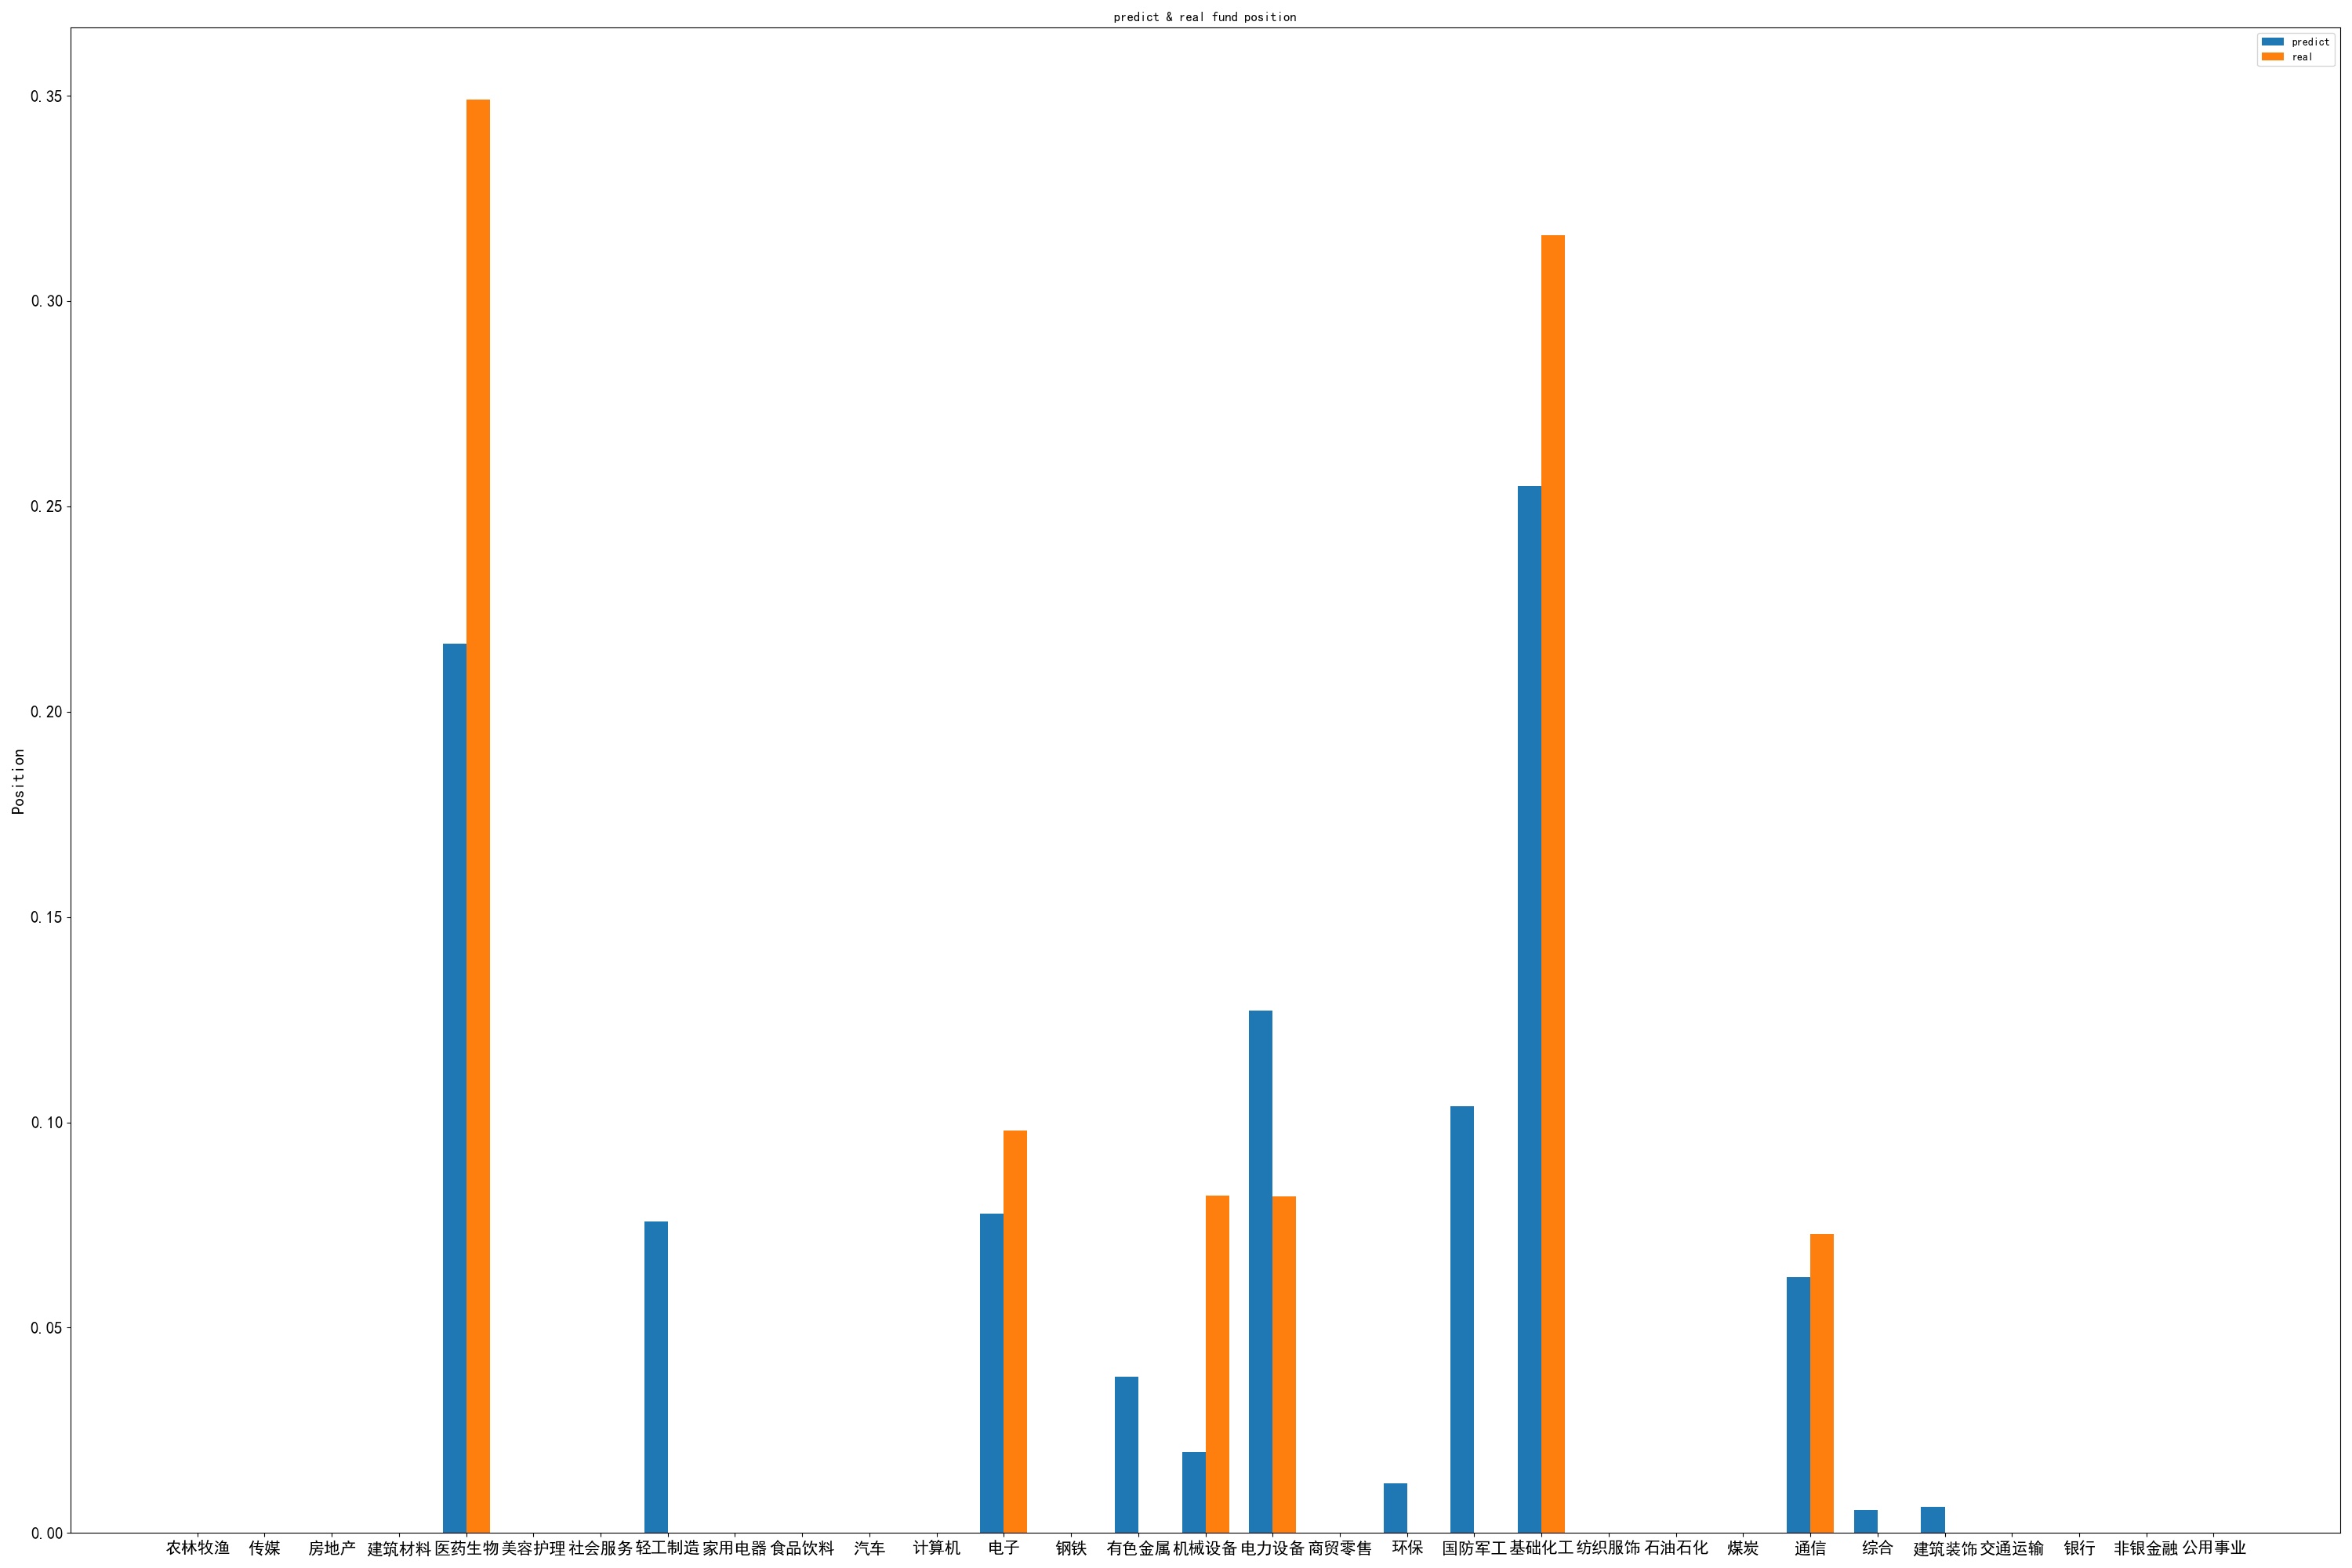 predict & real fund position
predict
real
0.35
0.30
0.25
0.20
0.15
0.10
0.05
0.00
Position
农林牧渔 传媒 房地产 建筑材料 医药生物 美容护理 社会服务 轻工制造 家用电器 食品饮料 汽车 计算机 电子 钢铁 有色金属 机械设备 电力设备 商贸零售 环保 国防军工 基础化工 纺织服饰 石油石化 煤炭 通信 综合 建筑装饰 交通运输 银行 非银金融 公用事业